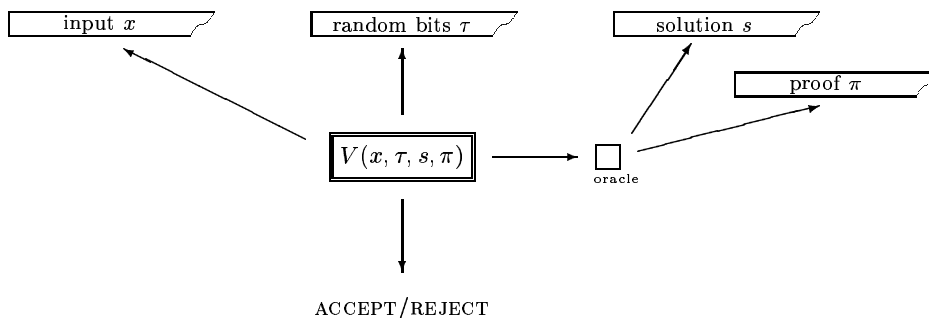 input x
random bits τ
solution s
proof π
V(x, τ, s, π)
oracle
ACCEPT/REJECT